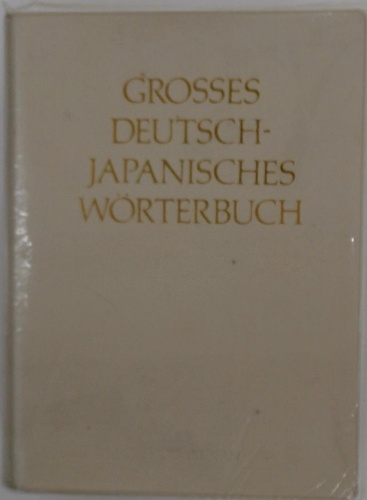 GROSSES
DEUTSCH-
JAPANISCHES
WÖRTERBUCH